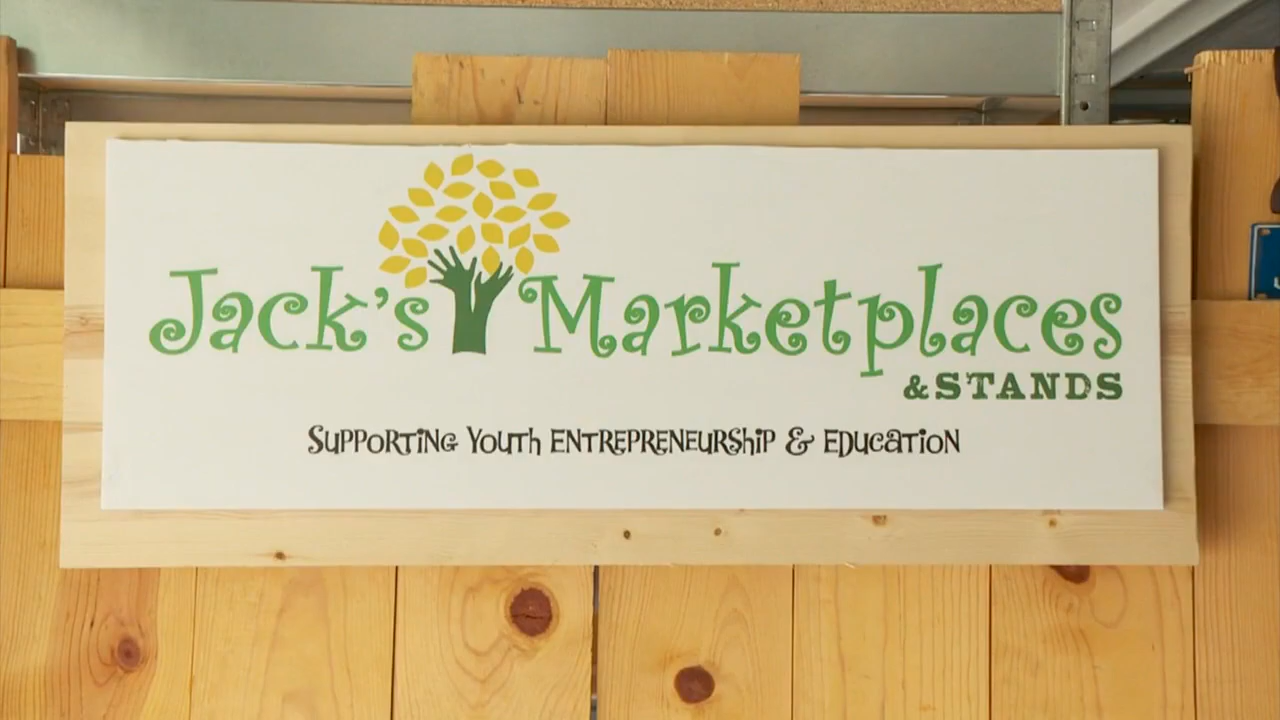 Jack's Marketplaces
& STANDS
SUPPORTING YOUTH ENTREPRENEURSHIP & EDUCATION